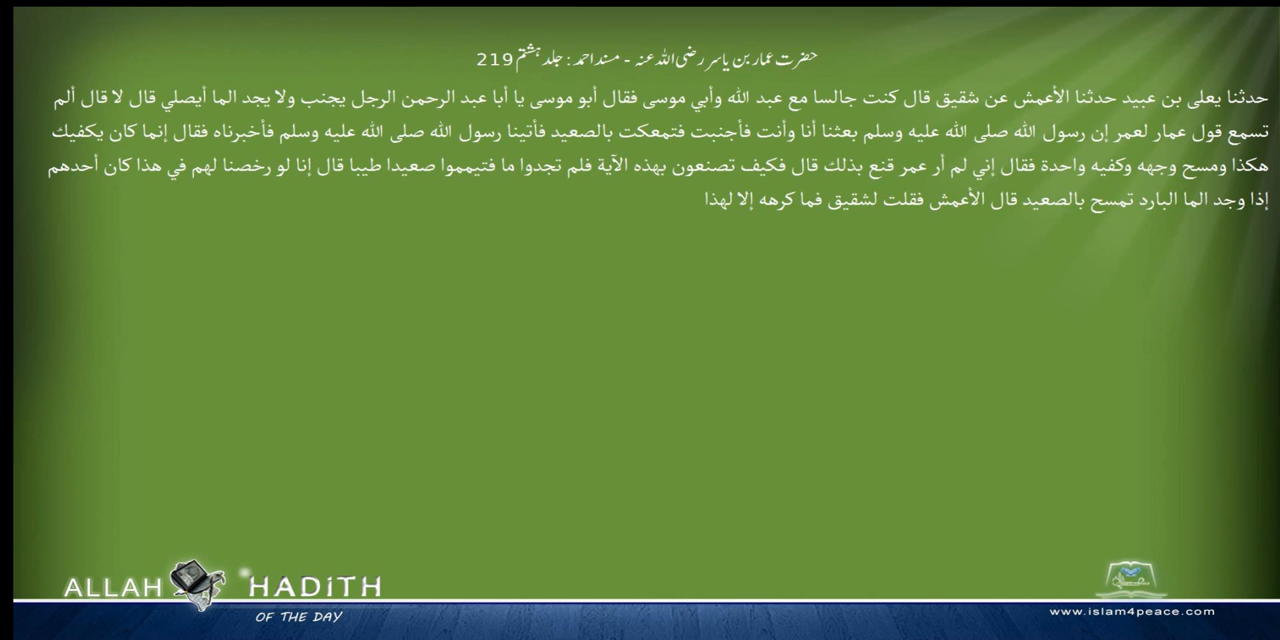 حضرت عمار بن یاسر رضی اللہ عنہ - مسند احمد : جلد ہشتم 219
حدثنا يعلى بن عبيد حدثنا الأعمش عن شقيق قال كنت جالسا مع عبد الله وأبي موسى فقال أبو موسى يا أبا عبد الرحمن الرجل يجنب ولا يجد الما أيصلي قال لا قال ألم
تسمع قول عمار لعمر إن رسول الله صلى الله عليه وسلم بعثنا أنا وأنت فأجنبت فتمعكت بالصعيد فأتينا رسول الله صلى الله عليه وسلم فأخبرناه فقال إنما كان يكفيك
هكذا ومسح وجهه وكفيه واحدة فقال إني لم أر عمر قنع بذلك قال فكيف تصنعون بهذه الآية فلم تجدوا ما فتيمموا صعيدا طيبا قال إنا لو رخصنا لهم في هذا كان أحدهم
إذا وجد الما البارد تمسح بالصعيد قال الأعمش فقلت لشقيق فما كرهه إلا لهذا
ALLAH HADITH
OF THE DAY
www.islam4peace.com